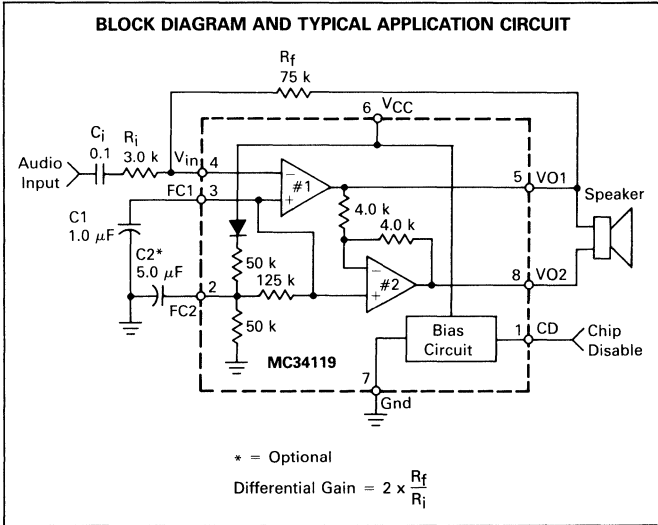 BLOCK DIAGRAM AND TYPICAL APPLICATION CIRCUIT
Rf
75 k
6 VCC
Ci
0.1
Ri
3.0 k
Audio
Input
Vin
4
#1
5
VO1
Speaker
FC1
3
4.0 k
4.0 k
C1
1.0 μF
C2*
5.0 μF
50 k
125 k
#2
8
VO2
2
FC2
50 k
Bias
Circuit
1
CD
Chip
Disable
MC34119
7
Gnd
* = Optional
Differential Gain = 2 x Rf/Ri